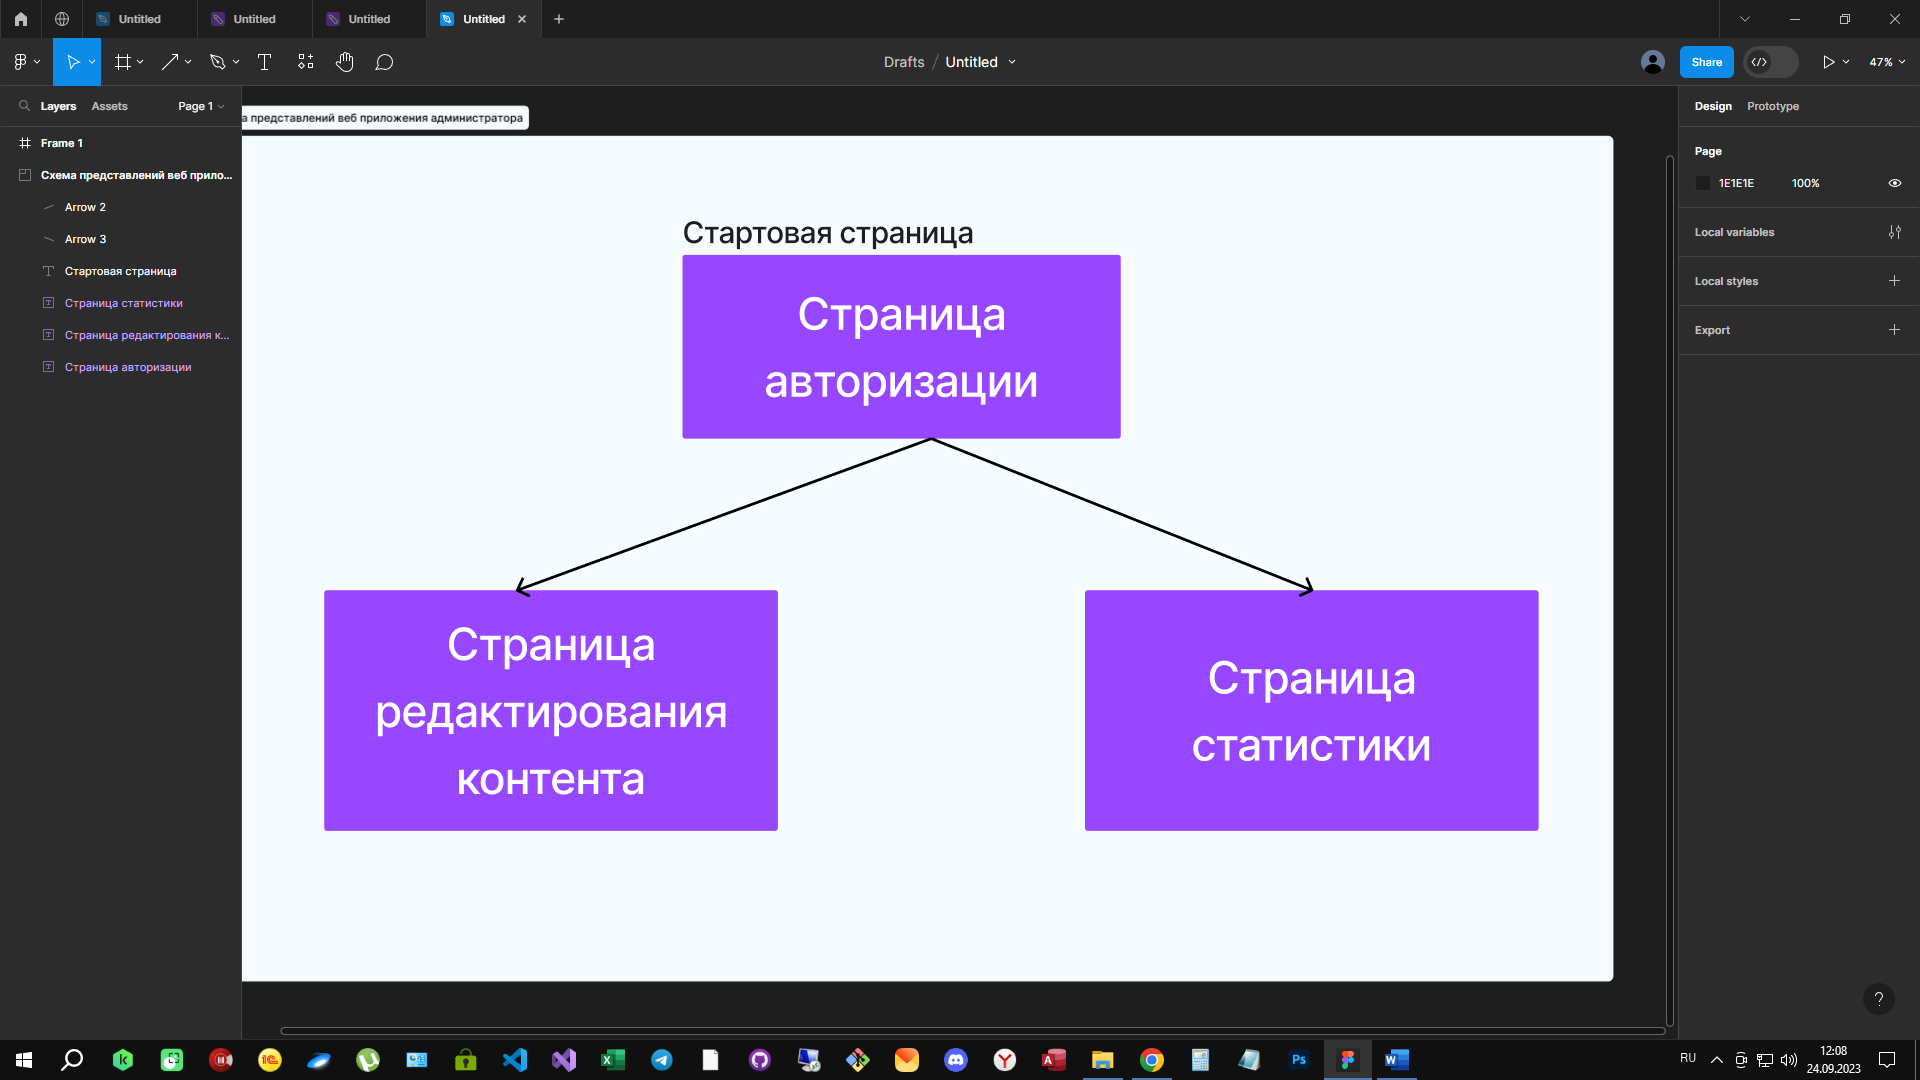 Untitled
Untitled
Untitled
Untitled
Drafts / Untitled
Share
47%
Layers
Assets
Page 1
Design
Prototype
а представлений веб приложения администратора
Frame 1
Схема представлений веб прило...
Arrow 2
Arrow 3
Стартовая страница
Страница статистики
Страница редактирования к...
Страница авторизации
Стартовая страница
Страница
авторизации
Страница
редактирования
контента
Страница
статистики
Page
1E1E1E
100%
Local variables
Local styles
Export
?
Ps
RU
12:08
24.09.2023